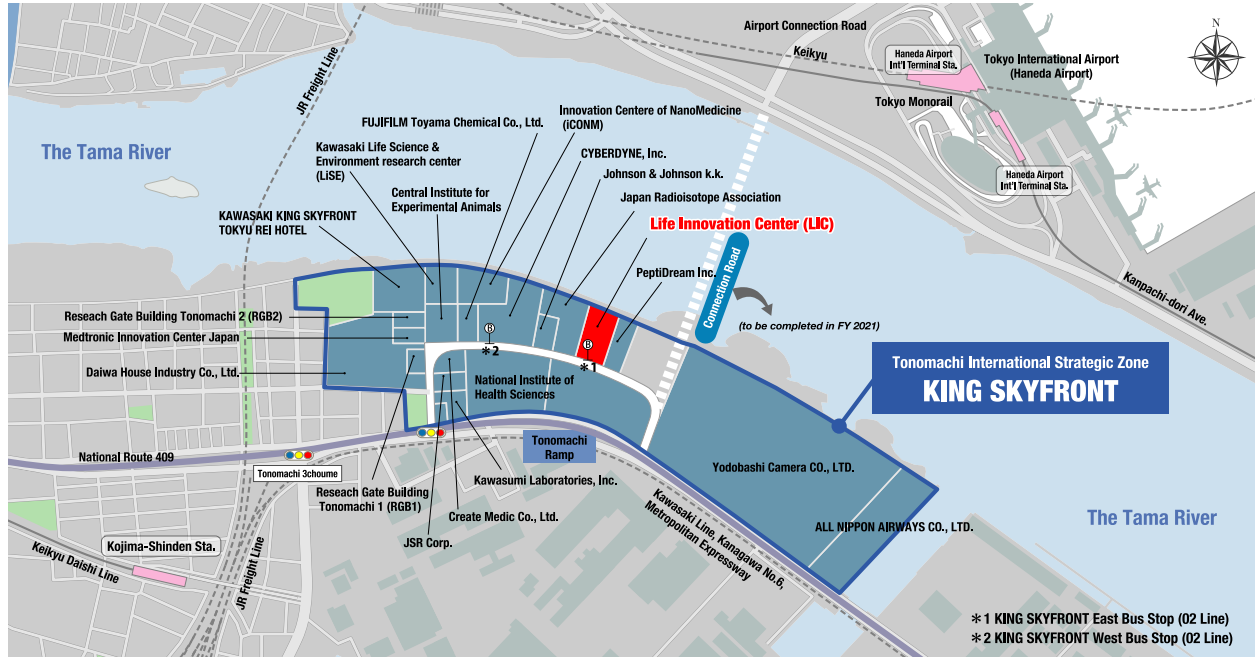 Airport Connection Road
N
JR Freight Line
Keikyu
Haneda Airport
Int'l Terminal Sta.
Tokyo International Airport
(Haneda Airport)
Tokyo Monorail
Innovation Centere of NanoMedicine
(iCONM)
FUJIFILM Toyama Chemical Co., Ltd.
The Tama River
Kawasaki Life Science &
Environment research center
(LiSE)
CYBERDYNE, Inc.
Johnson & Johnson k.k.
Haneda Airport
Int'l Terminal Sta.
Central Institute for
Experimental Animals
Japan Radioisotope Association
KAWASAKI KING SKYFRONT
TOKYU REI HOTEL
Life Innovation Center (LIC)
PeptiDream Inc.
Connection Road
Kanpachi-dori Ave.
(to be completed in FY 2021)
Reseach Gate Building Tonomachi 2 (RGB2)
Medtronic Innovation Center Japan
Daiwa House Industry Co., Ltd.
B
*2
B
*1
National Institute of
Health Sciences
Tonomachi International Strategic Zone
KING SKYFRONT
National Route 409
Tonomachi 3choume
Tonomachi
Ramp
Yodobashi Camera CO., LTD.
Kawasumi Laboratories, Inc.
Reseach Gate Building
Tonomachi 1 (RGB1)
Create Medic Co., Ltd.
JSR Corp.
Kawasaki Line, Kanagawa No.6,
Metropolitan Expressway
ALL NIPPON AIRWAYS CO., LTD.
The Tama River
Kojima-Shinden Sta.
Keikyu Daishi Line
JR Freight Line
*1 KING SKYFRONT East Bus Stop (02 Line)
*2 KING SKYFRONT West Bus Stop (02 Line)